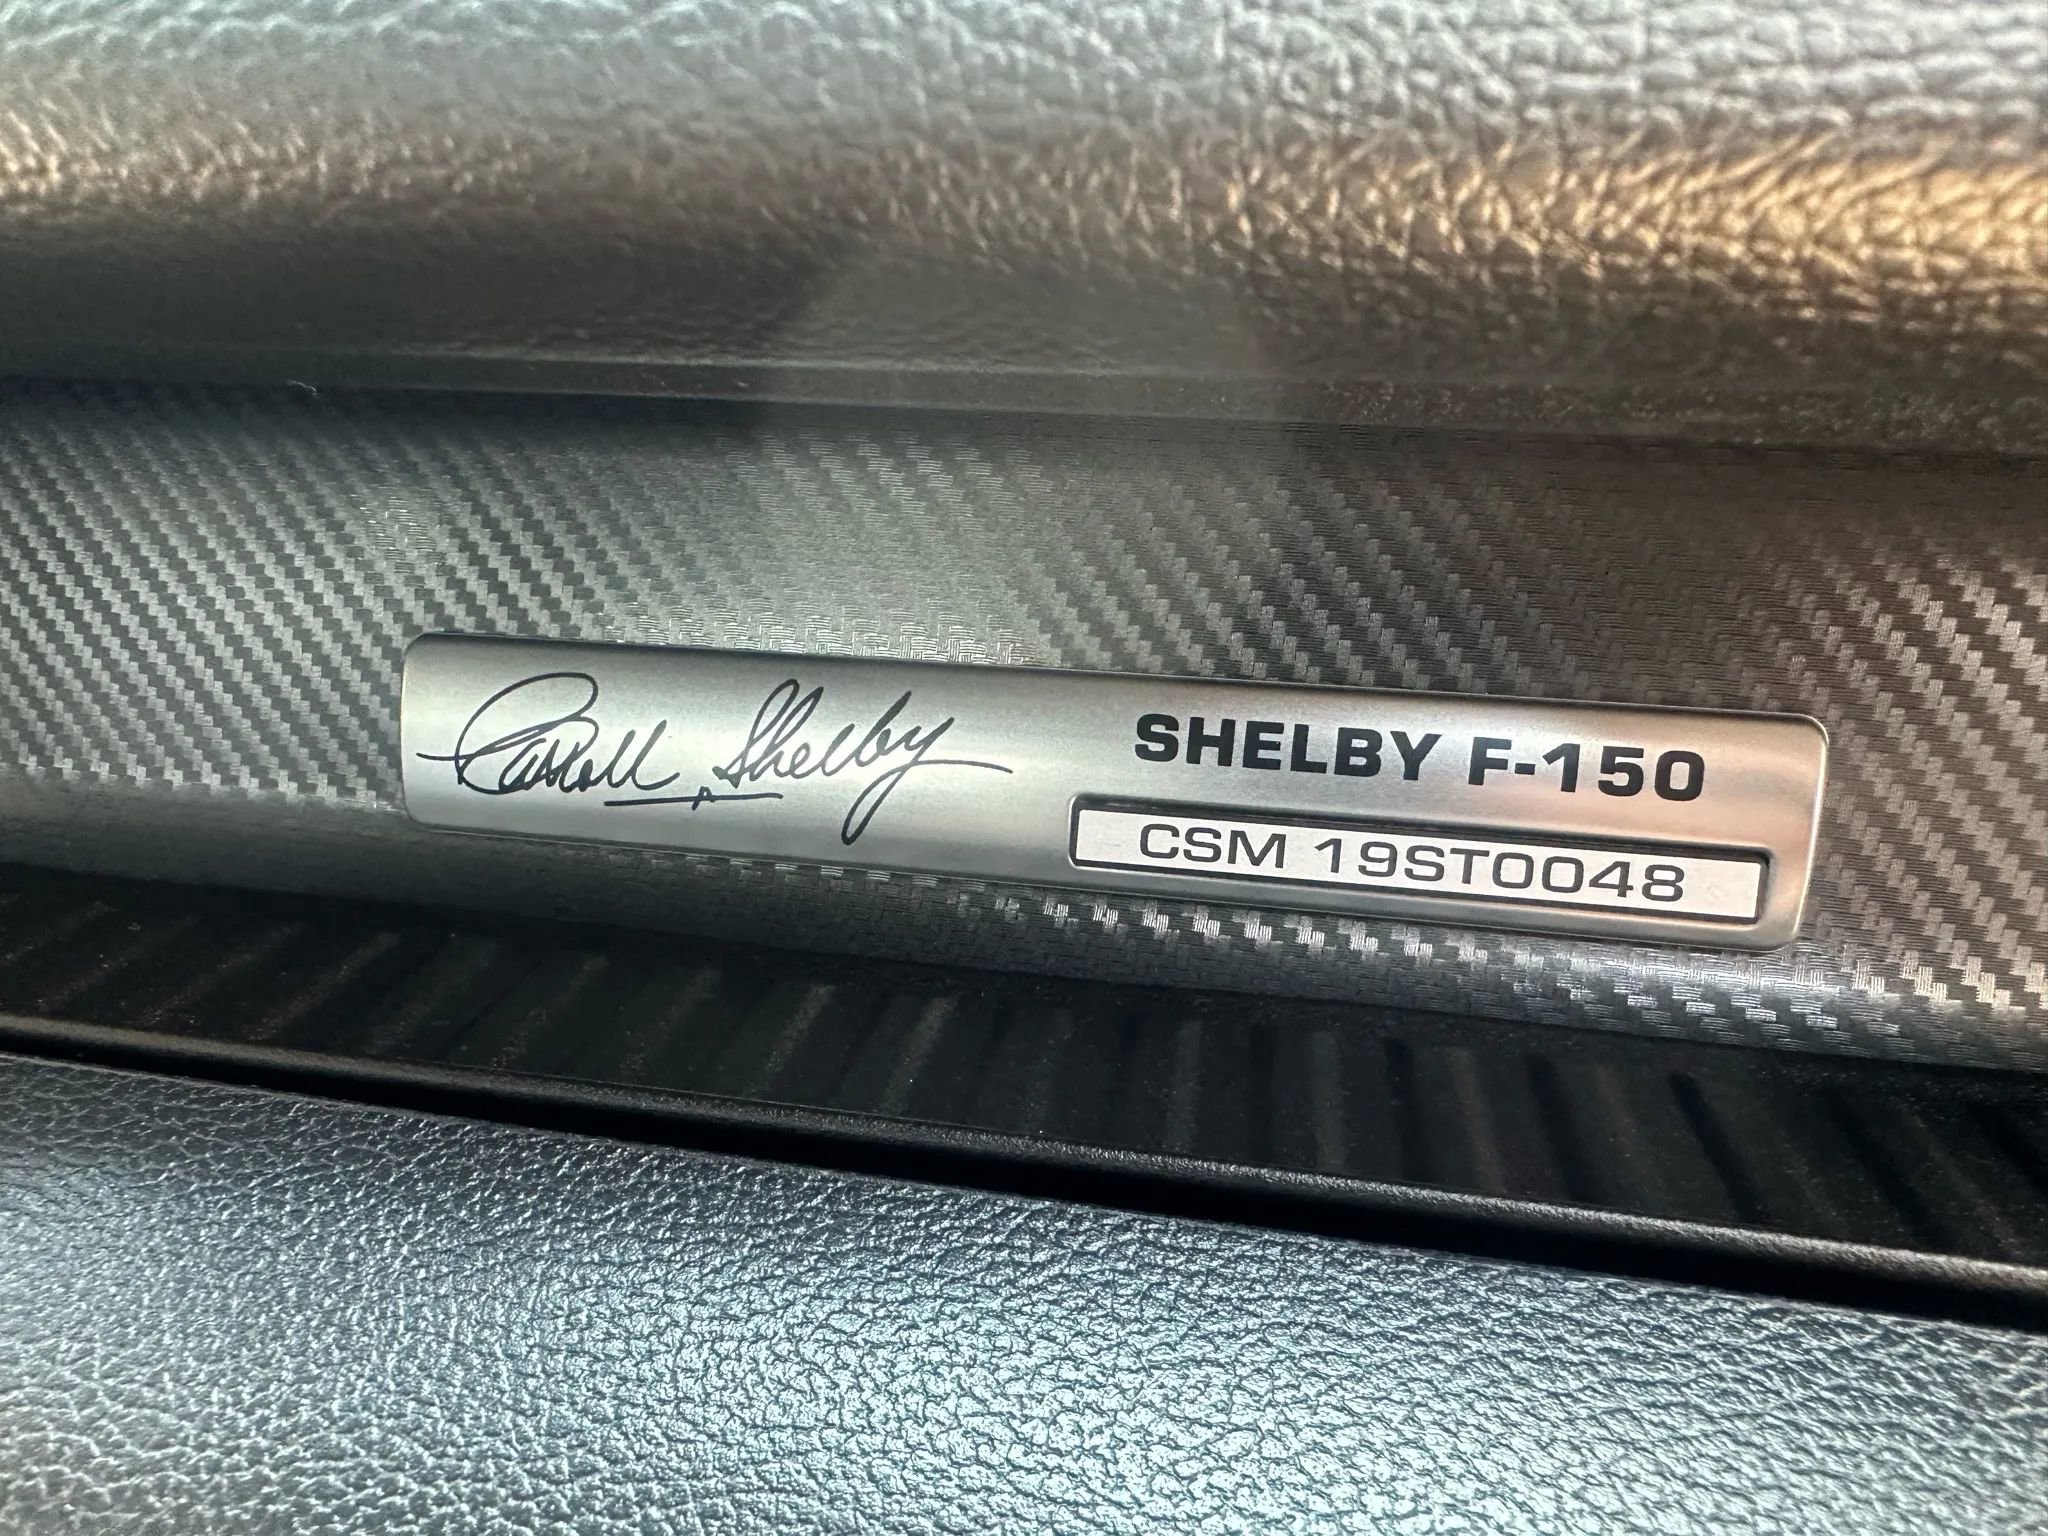 Carroll Shelby
SHELBY F-150
CSM 19ST0048